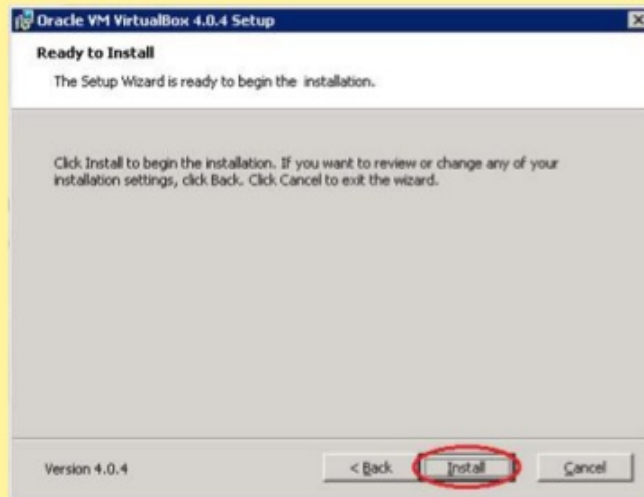 Oracle VM VirtualBox 4.0.4 Setup
Ready to Install
The Setup Wizard is ready to begin the installation.
Click Install to begin the installation. If you want to review or change any of your
installation settings, click Back. Click Cancel to exit the wizard.
Version 4.0.4
< Back
Install
Cancel